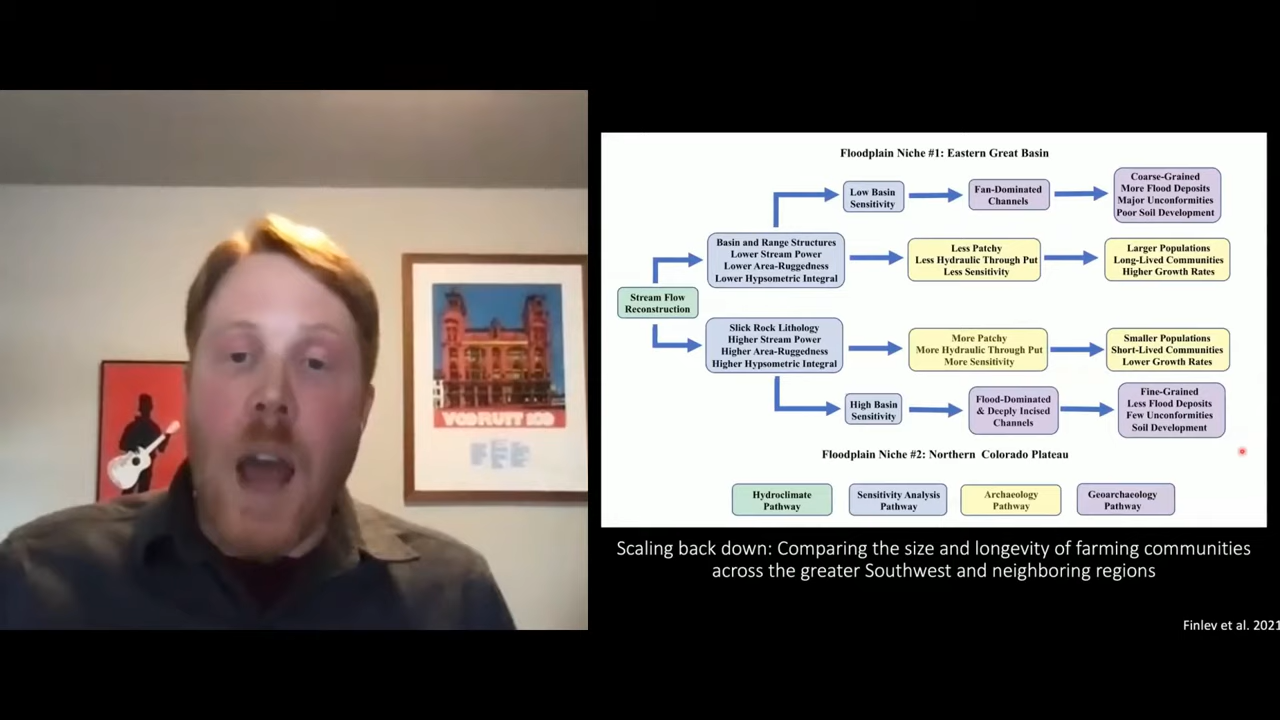 Floodplain Niche #1: Eastern Great Basin
Low Basin
Sensitivity
Fan-Dominated
Channels
Coarse-Grained
More Flood Deposits
Major Unconformities
Poor Soil Development
Basin and Range Structures
Lower Stream Power
Lower Area-Ruggedness
Lower Hypsometric Integral
Less Patchy
Less Hydraulic Through Put
Less Sensitivity
Larger Populations
Long-Lived Communities
Higher Growth Rates
Stream Flow
Reconstruction
Slick Rock Lithology
Higher Stream Power
Higher Area-Ruggedness
Higher Hypsometric Integral
More Patchy
More Hydraulic Through Put
More Sensitivity
Smaller Populations
Short-Lived Communities
Lower Growth Rates
High Basin
Sensitivity
Flood-Dominated
& Deeply Incised
Channels
Fine-Grained
Less Flood Deposits
Few Unconformities
Soil Development
Floodplain Niche #2: Northern Colorado Plateau
Hydroclimate
Pathway
Sensitivity Analysis
Pathway
Archaeology
Pathway
Geoarchaeology
Pathway
Scaling back down: Comparing the size and longevity of farming communities
across the greater Southwest and neighboring regions
Finley et al. 2021